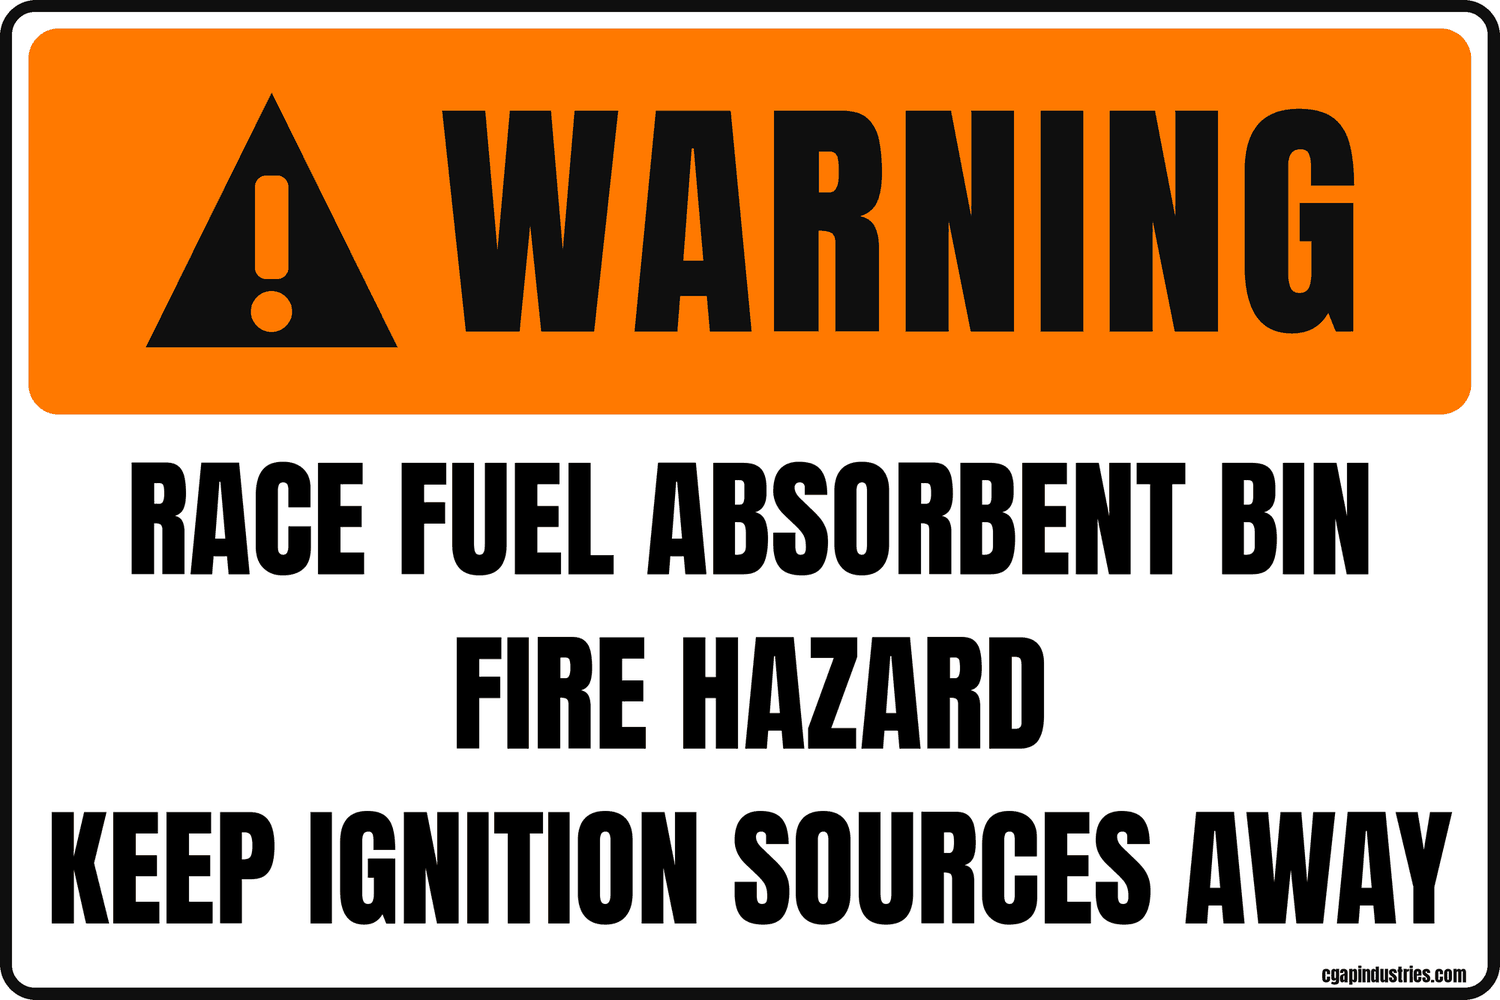 WARNING
RACE FUEL ABSORBENT BIN
FIRE HAZARD
KEEP IGNITION SOURCES AWAY
cgapindustries.com